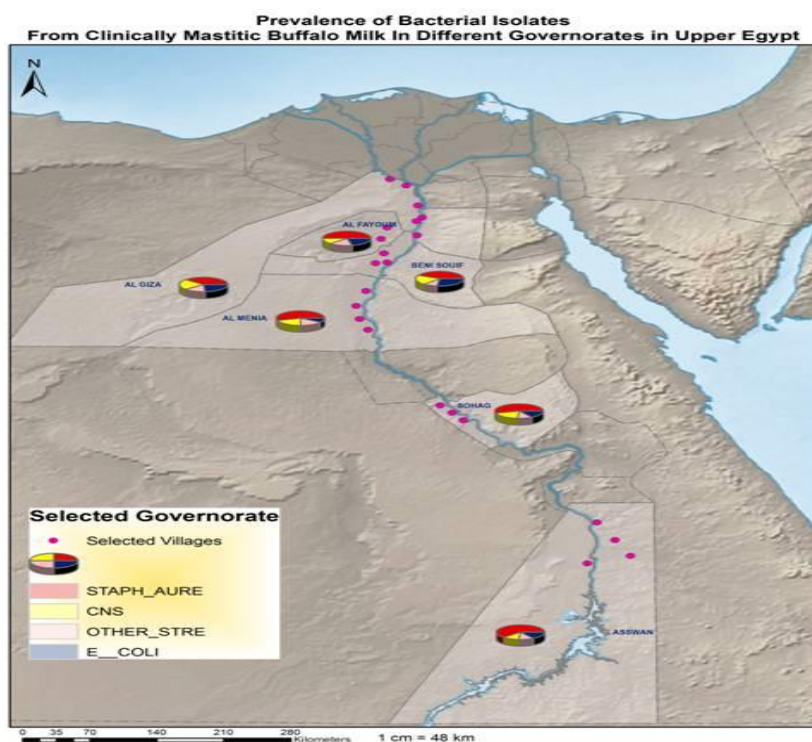 Prevalence of Bacterial Isolates
From Clinically Mastitic Buffalo Milk In Different Governorates in Upper Egypt
N
AL FAYOUM
BENI SOUIF
AL GIZA
AL MENIA
SOHAG
Selected Governorate
Selected Villages
STAPH_AURE
CNS
OTHER_STRE
E__COLI
ASSWAN
0 35 70 140 210 280
Kilometers
1 cm = 48 km